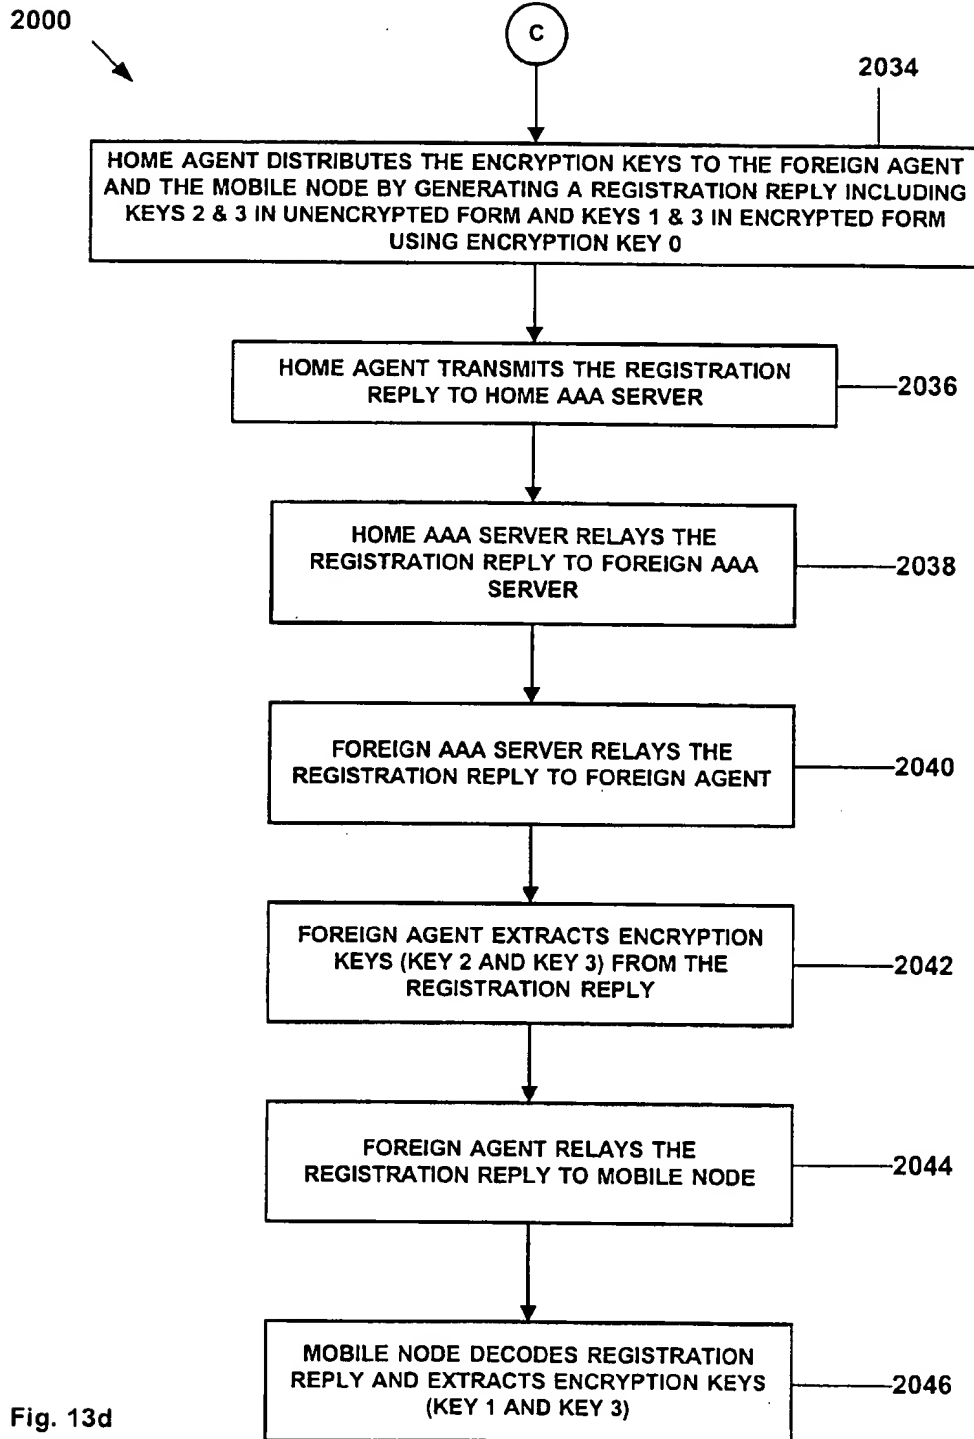 2000
C
2034
HOME AGENT DISTRIBUTES THE ENCRYPTION KEYS TO THE FOREIGN AGENT
AND THE MOBILE NODE BY GENERATING A REGISTRATION REPLY INCLUDING
KEYS 2 & 3 IN UNENCRYPTED FORM AND KEYS 1 & 3 IN ENCRYPTED FORM
USING ENCRYPTION KEY 0
HOME AGENT TRANSMITS THE REGISTRATION
REPLY TO HOME AAA SERVER
2036
HOME AAA SERVER RELAYS THE
REGISTRATION REPLY TO FOREIGN AAA
SERVER
2038
FOREIGN AAA SERVER RELAYS THE
REGISTRATION REPLY TO FOREIGN AGENT
2040
FOREIGN AGENT EXTRACTS ENCRYPTION
KEYS (KEY 2 AND KEY 3) FROM THE
REGISTRATION REPLY
2042
FOREIGN AGENT RELAYS THE
REGISTRATION REPLY TO MOBILE NODE
2044
MOBILE NODE DECODES REGISTRATION
REPLY AND EXTRACTS ENCRYPTION KEYS
(KEY 1 AND KEY 3)
2046
Fig. 13d